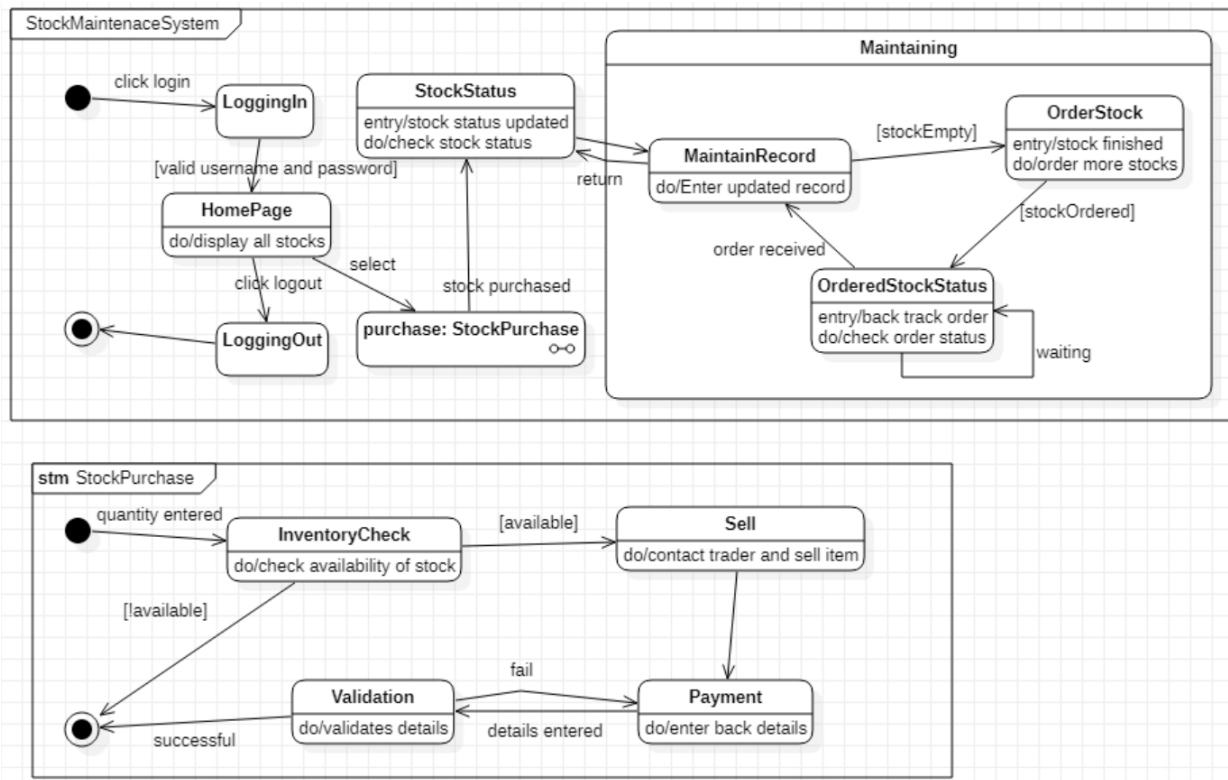 StockMaintenaceSystem
Maintaining
click login
LoggingIn
StockStatus
entry/stock status updated
do/check stock status
OrderStock
entry/stock finished
do/order more stocks
[stockEmpty]
MaintainRecord
do/Enter updated record
[valid username and password]
return
HomePage
do/display all stocks
[stockOrdered]
order received
select
click logout
stock purchased
OrderedStockStatus
entry/back track order
do/check order status
LoggingOut
purchase: StockPurchase
waiting
stm StockPurchase
quantity entered
InventoryCheck
do/check availability of stock
[available]
Sell
do/contact trader and sell item
[!available]
fail
Validation
do/validates details
Payment
do/enter back details
successful
details entered